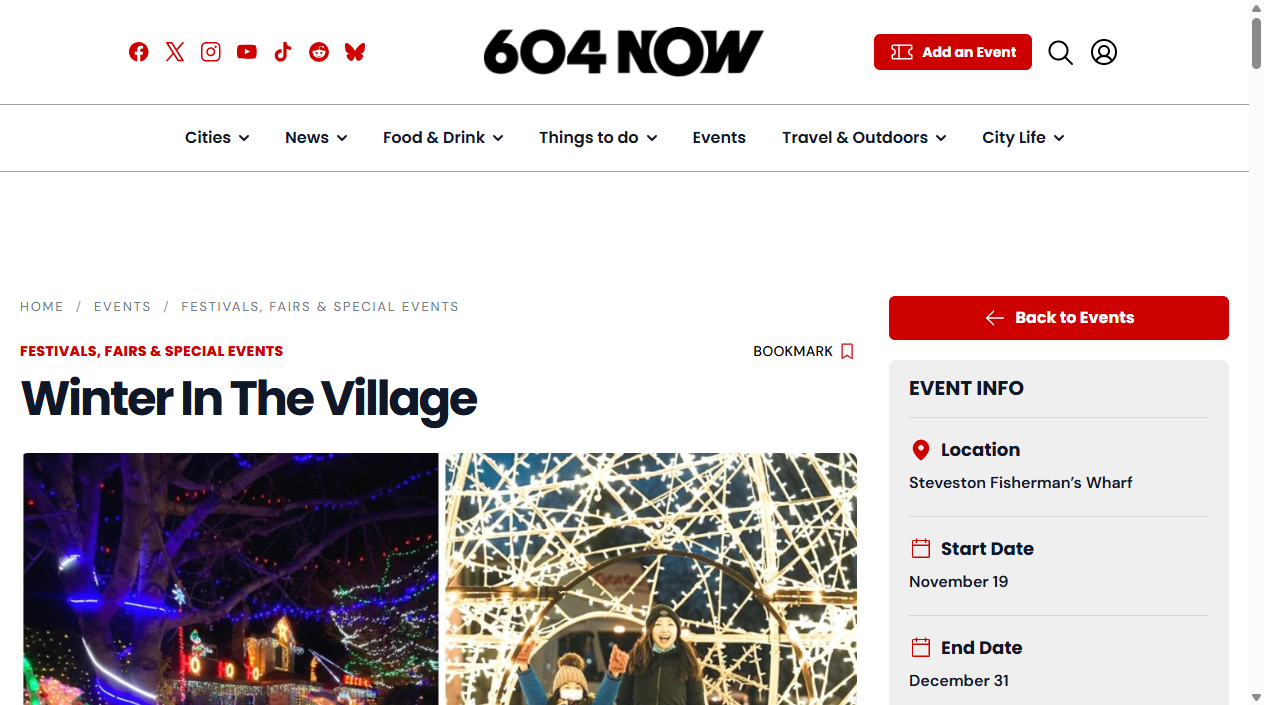 604 NOW
Add an Event
Cities
News
Food & Drink
Things to do
Events
Travel & Outdoors
City Life
HOME / EVENTS / FESTIVALS, FAIRS & SPECIAL EVENTS
FESTIVALS, FAIRS & SPECIAL EVENTS
BOOKMARK
Winter In The Village
HO HO
Back to Events
EVENT INFO
Location
Steveston Fisherman’s Wharf
Start Date
November 19
End Date
December 31